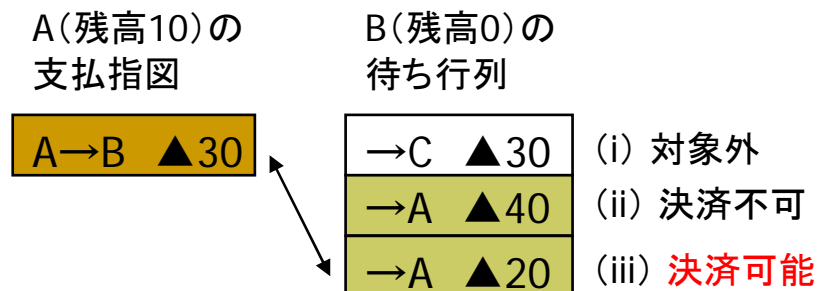 A(残高10)の
支払指図
B(残高0)の
待ち行列
A→B ▲30
→C ▲30 (i) 対象外
→A ▲40 (ii) 決済不可
→A ▲20 (iii) 決済可能